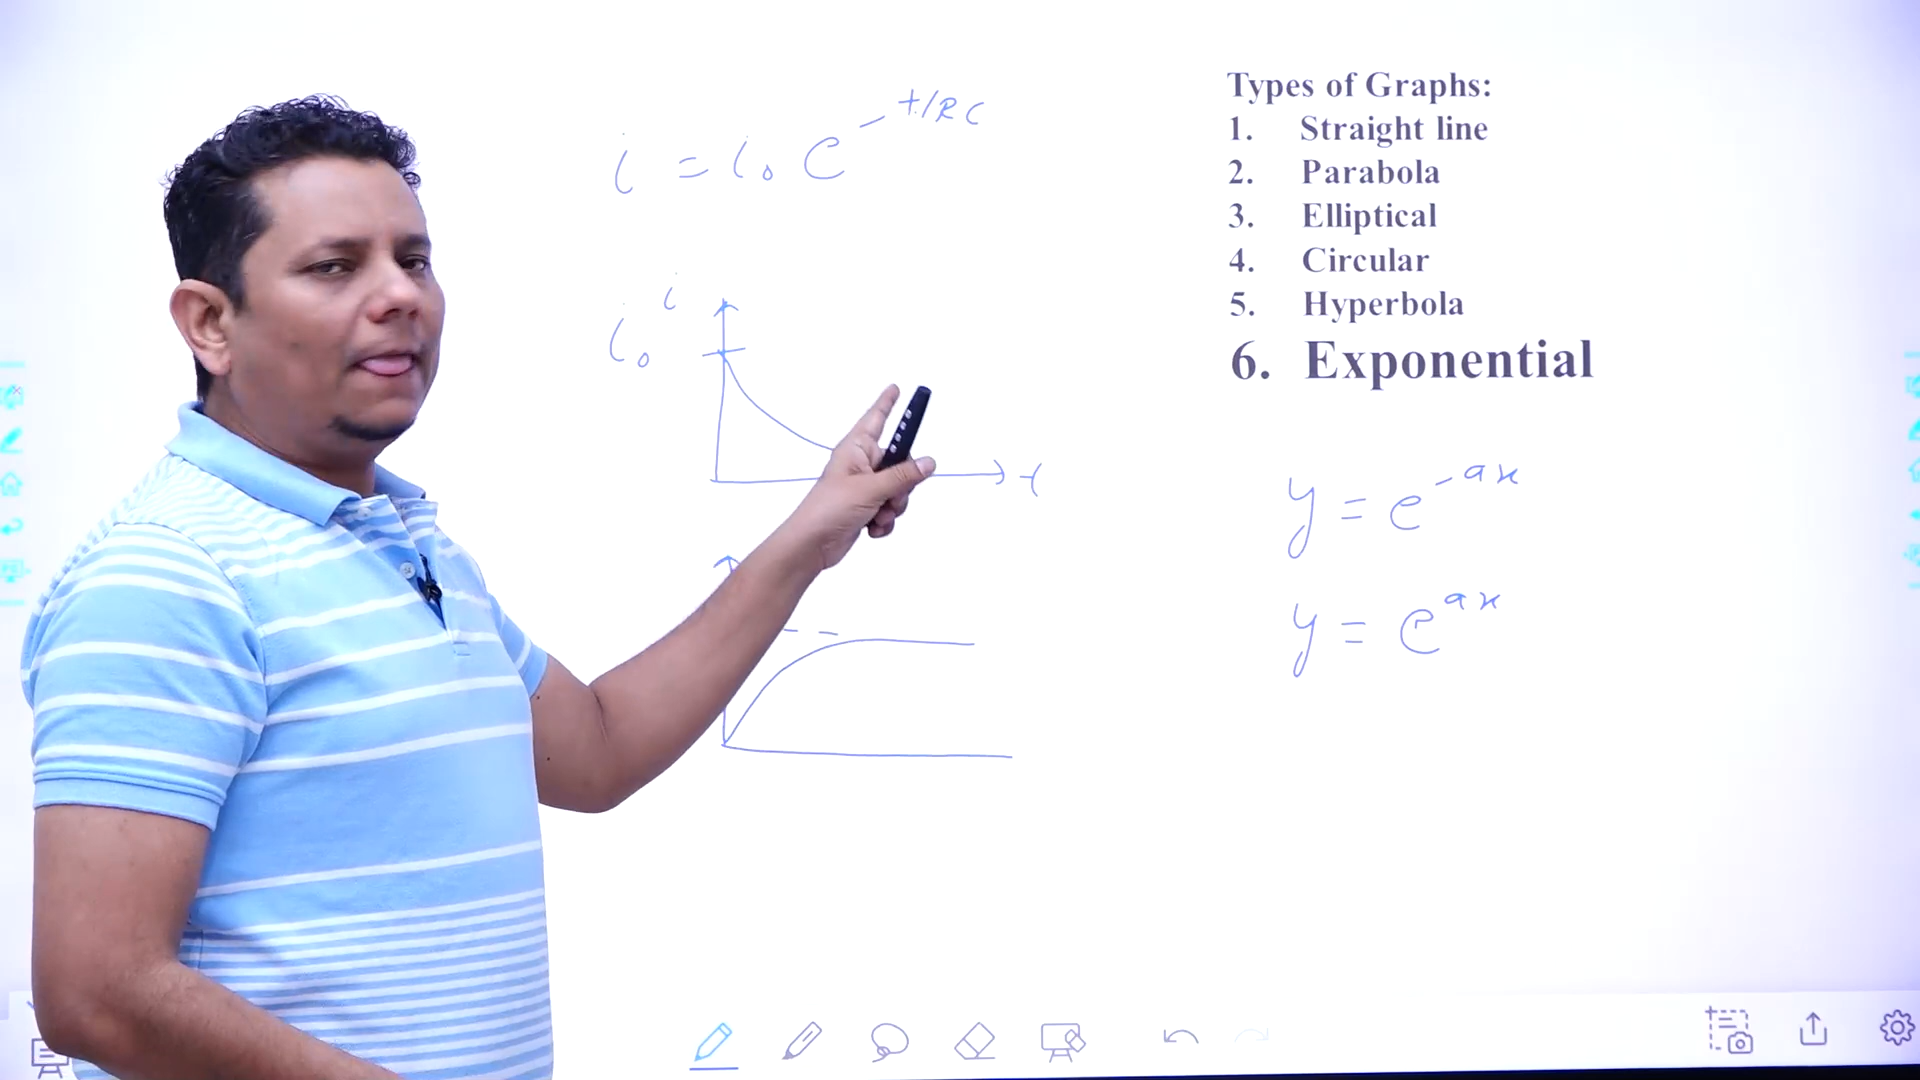 i = i₀ e^{-t/RC}
i
i₀
t
Types of Graphs:
1. Straight line
2. Parabola
3. Elliptical
4. Circular
5. Hyperbola
6. Exponential
y = e^{-ax}
y = e^{ax}